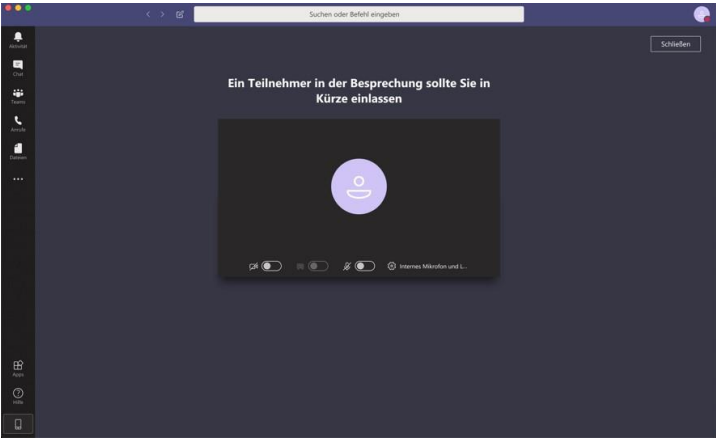 Suchen oder Befehl eingeben
Aktivität
Chat
Teams
Anrufe
Dateien
Schließen
Ein Teilnehmer in der Besprechung sollte Sie in
Kürze einlassen
Internes Mikrofon und L...
Apps
Hilfe